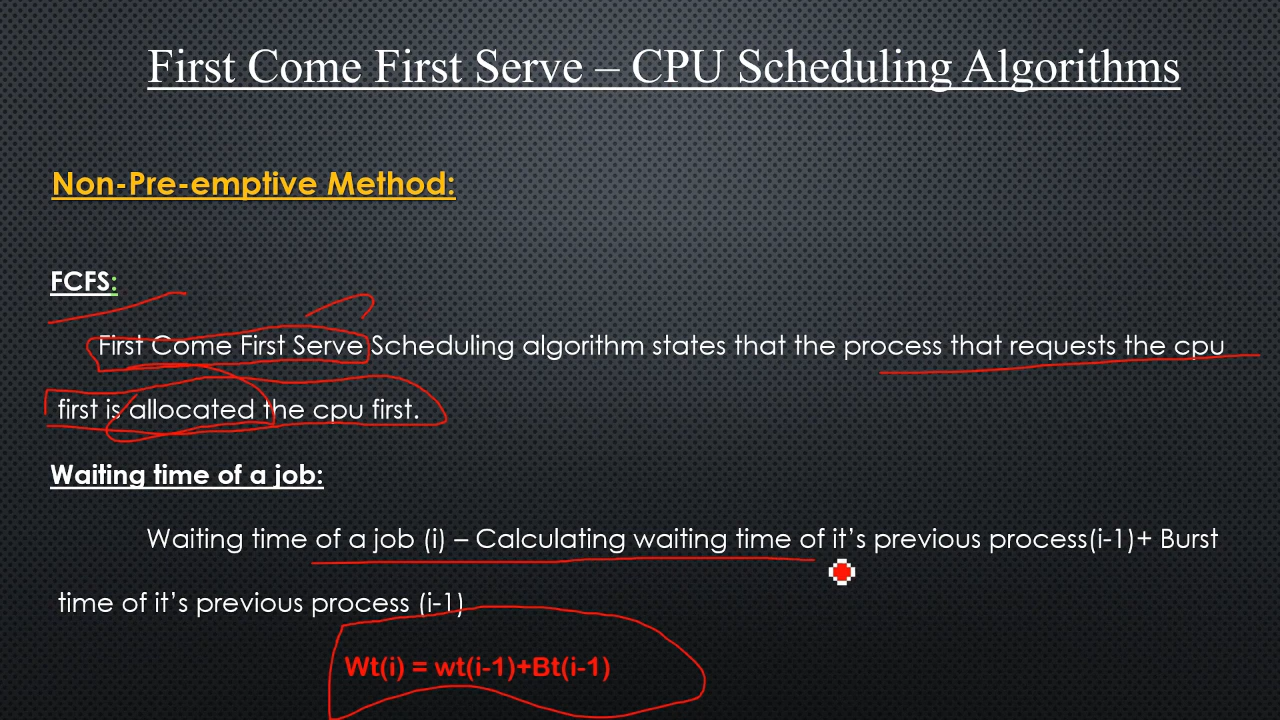 First Come First Serve – CPU Scheduling Algorithms
Non-Pre-emptive Method:
FCFS:
First Come First Serve Scheduling algorithm states that the process that requests the cpu
first is allocated the cpu first.
Waiting time of a job:
Waiting time of a job (i) – Calculating waiting time of it’s previous process(i-1)+ Burst
time of it’s previous process (i-1)
Wt(i) = wt(i-1)+Bt(i-1)